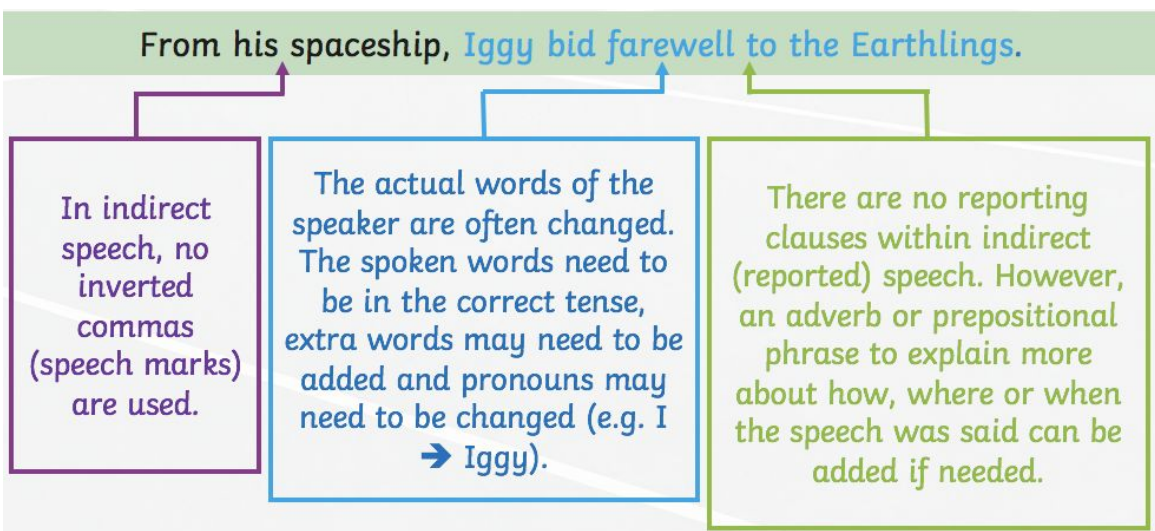 From his spaceship, Iggy bid farewell to the Earthlings.
In indirect
speech, no
inverted
commas
(speech marks)
are used.
The actual words of the
speaker are often changed.
The spoken words need to
be in the correct tense,
extra words may need to be
added and pronouns may
need to be changed (e.g. I
➔ Iggy).
There are no reporting
clauses within indirect
(reported) speech. However,
an adverb or prepositional
phrase to explain more
about how, where or when
the speech was said can be
added if needed.